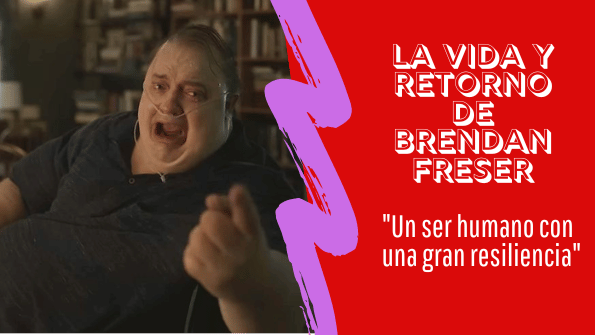 LA VIDA Y
RETORNO
DE
BRENDAN
FRESER
"Un ser humano con
una gran resiliencia"